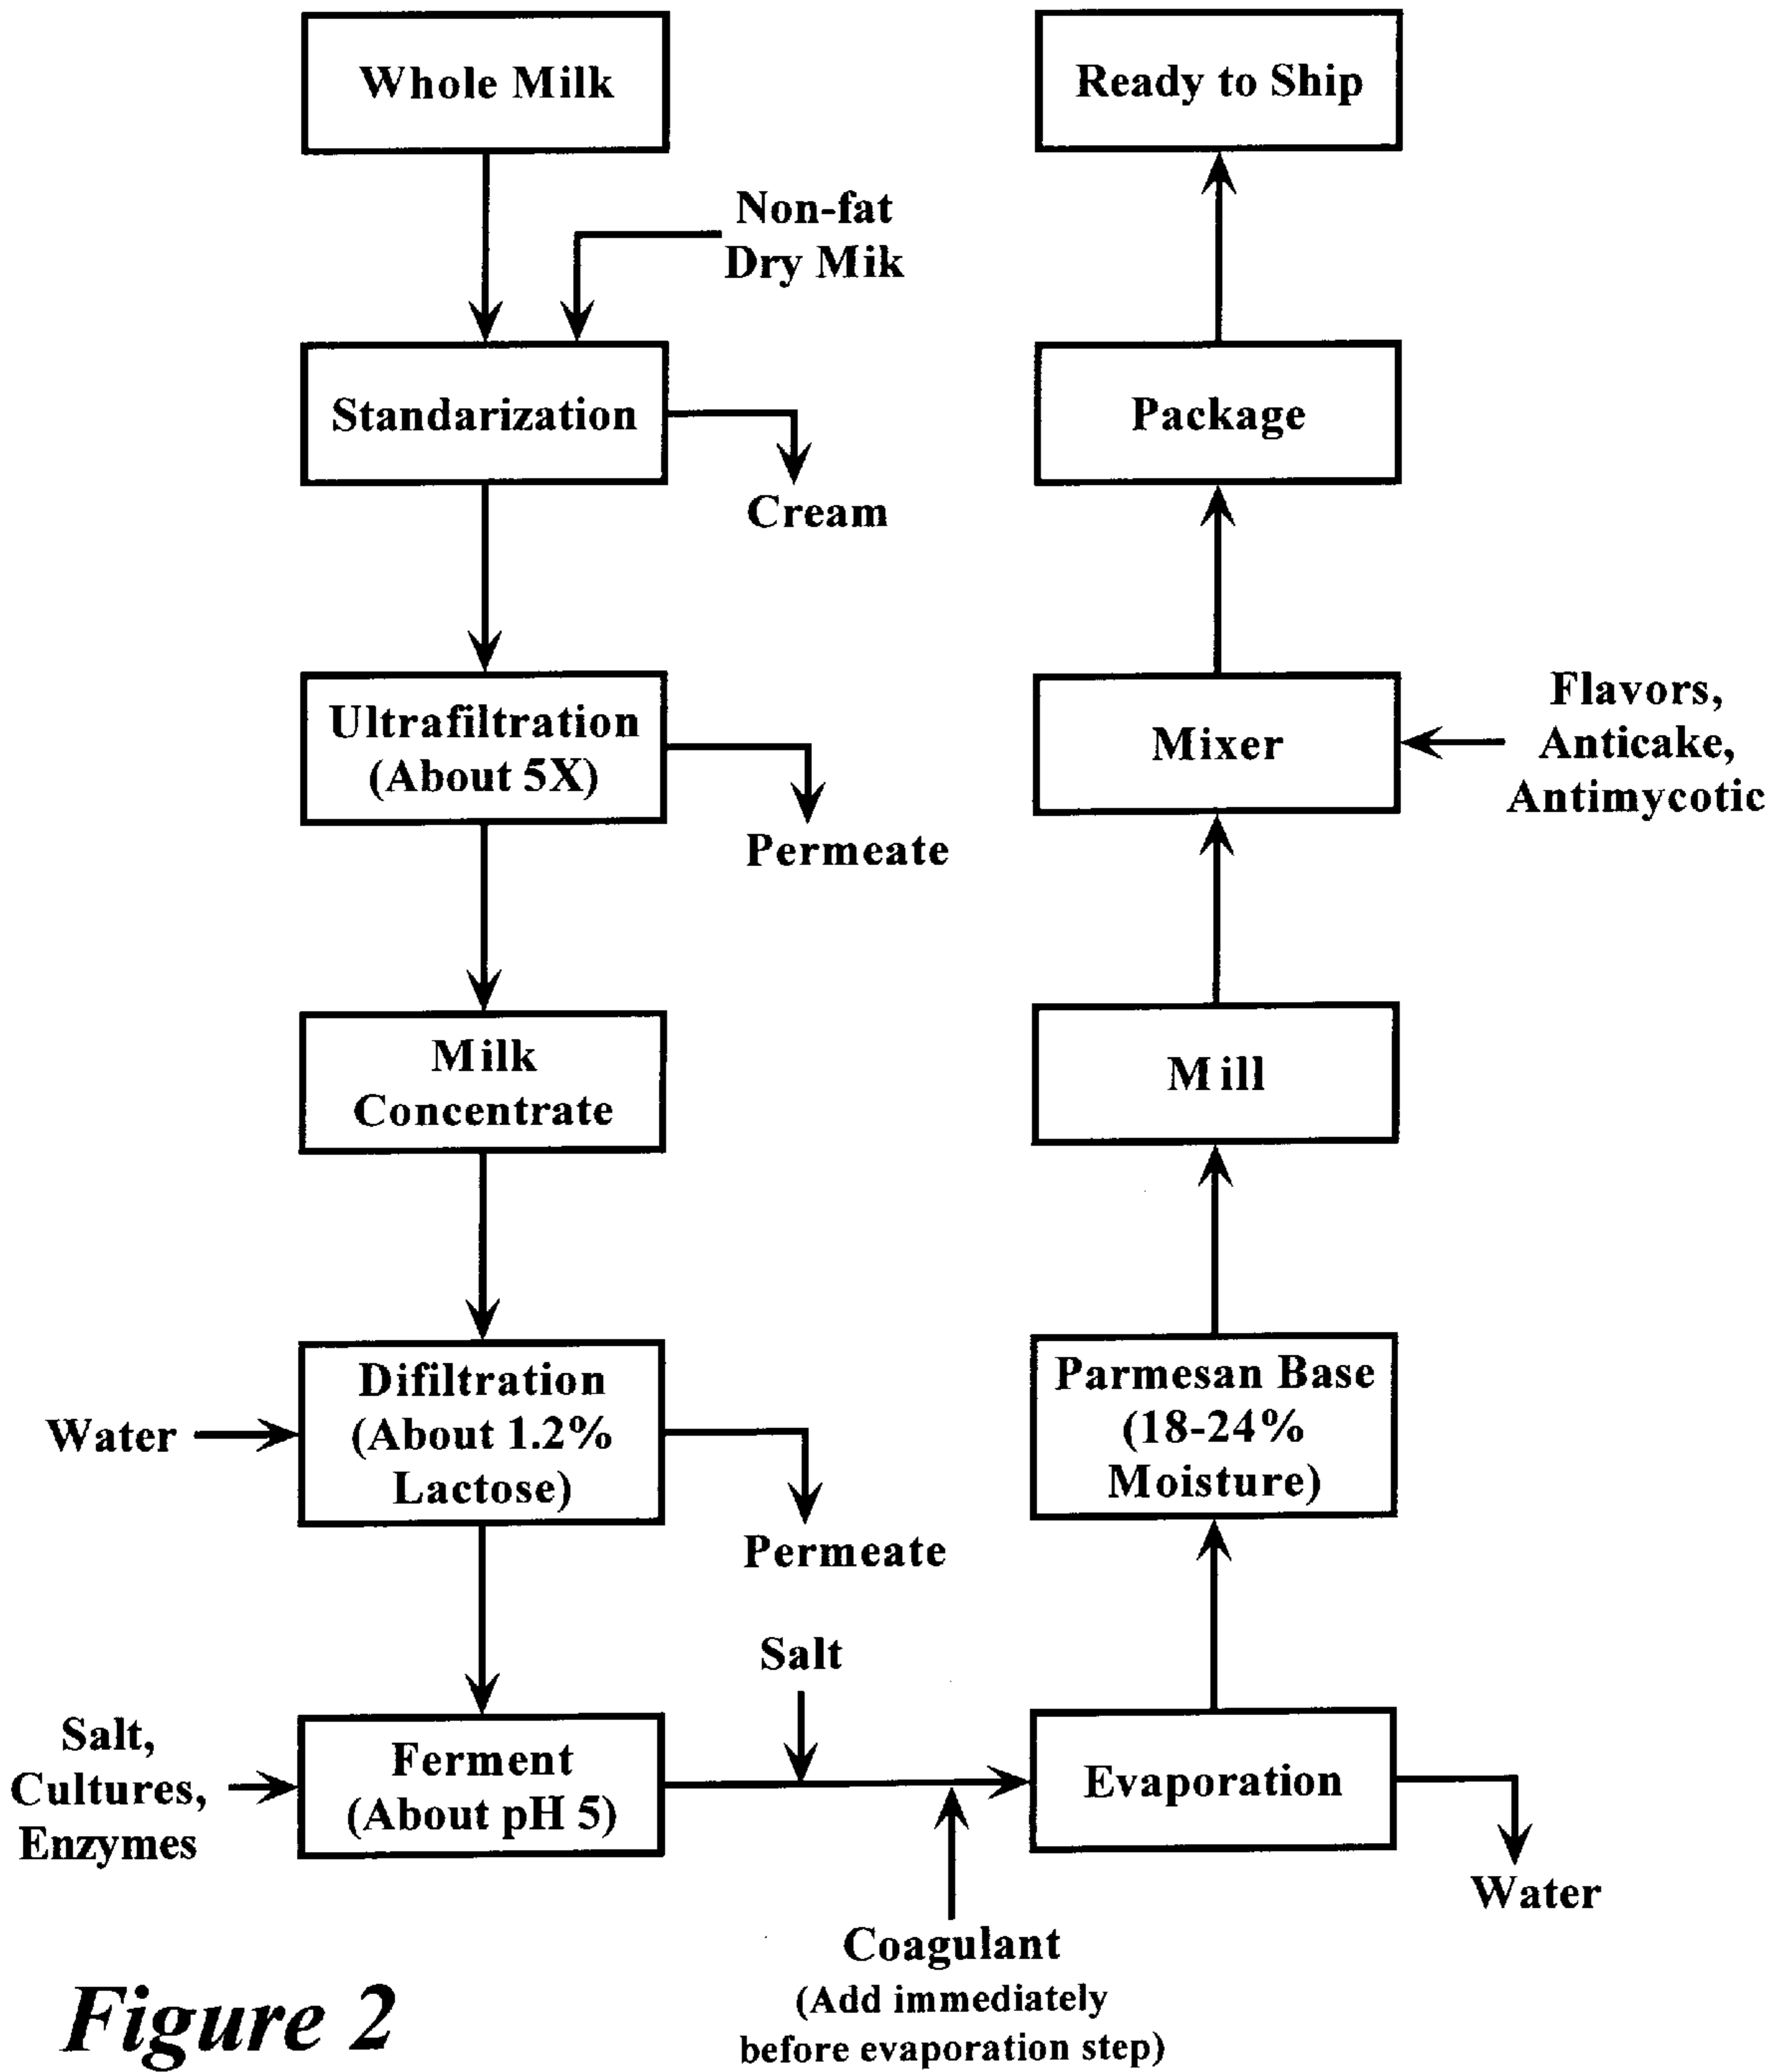 Whole Milk
Non-fat
Dry Mik
Standarization
Cream
Ultrafiltration
(About 5X)
Permeate
Milk
Concentrate
Difiltration
(About 1.2%
Lactose)
Water
Permeate
Salt,
Cultures,
Enzymes
Ferment
(About pH 5)
Salt
Coagulant
(Add immediately
before evaporation step)
Evaporation
Water
Parmesan Base
(18-24%
Moisture)
Mill
Mixer
Flavors,
Anticake,
Antimycotic
Package
Ready to Ship
Figure 2